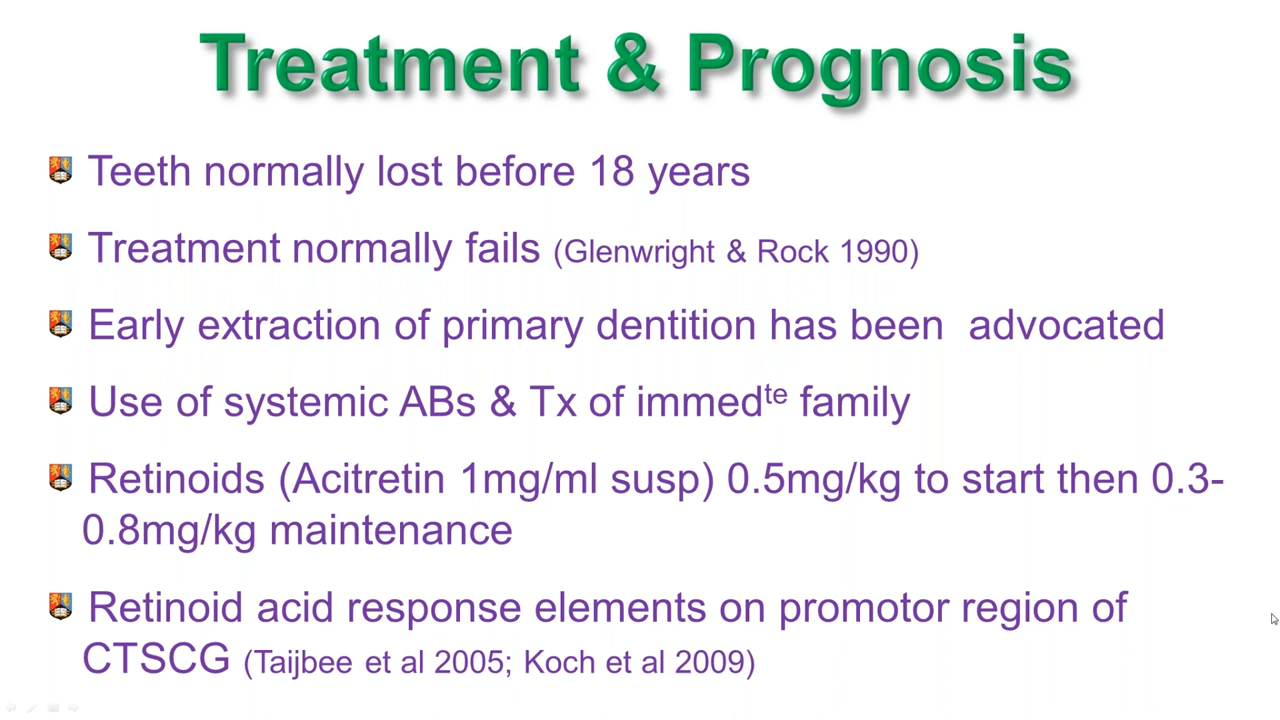 Treatment & Prognosis
Teeth normally lost before 18 years
Treatment normally fails (Glenwright & Rock 1990)
Early extraction of primary dentition has been  advocated
Use of systemic ABs & Tx of immedᵗᵉ family
Retinoids (Acitretin 1mg/ml susp) 0.5mg/kg to start then 0.3-
0.8mg/kg maintenance
Retinoid acid response elements on promotor region of
CTSCG (Taijbee et al 2005; Koch et al 2009)